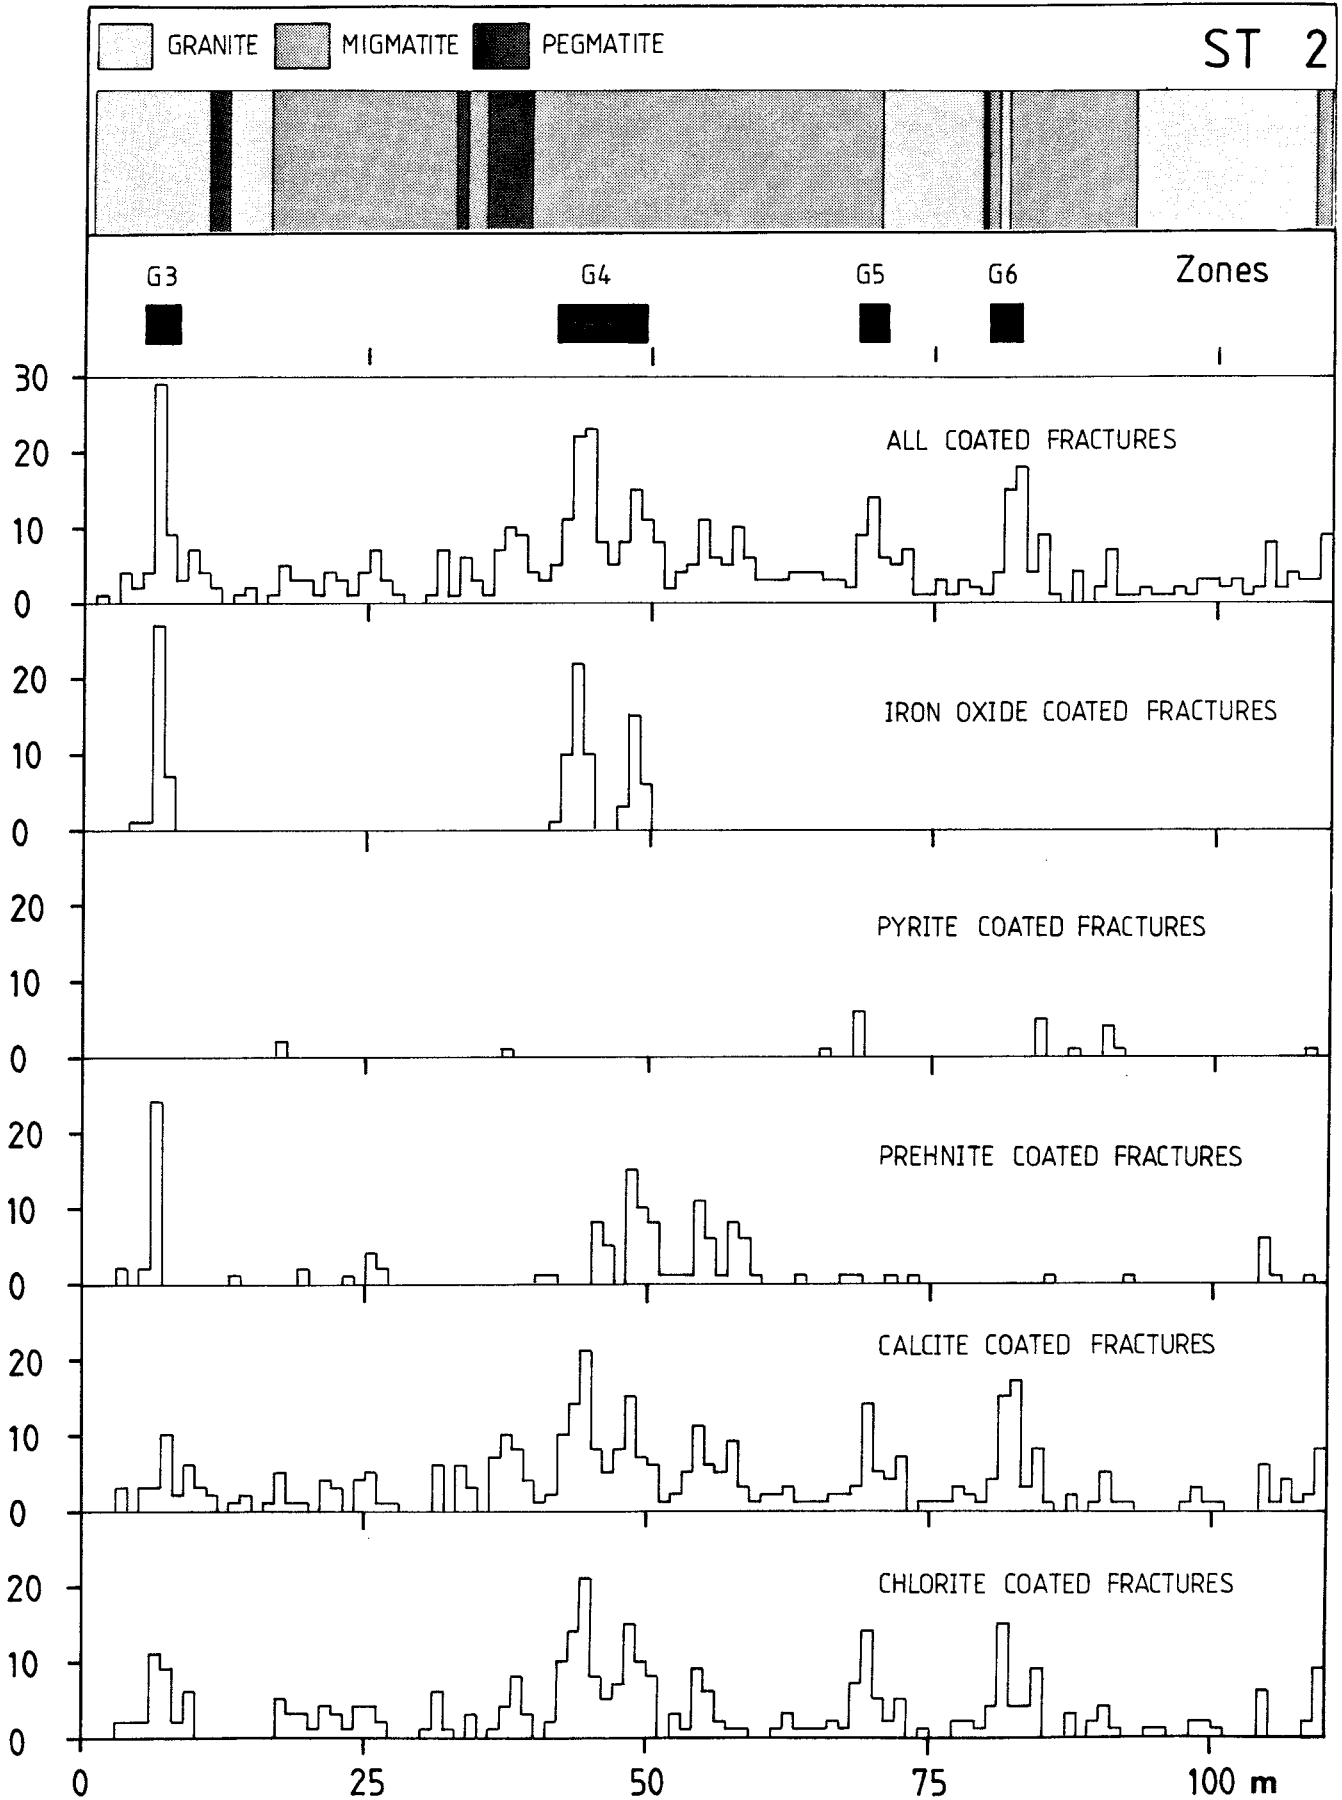 GRANITE MIGMATITE PEGMATITE ST 2
G3 G4 G5 G6 Zones
30
20
10
0
ALL COATED FRACTURES
20
10
0
IRON OXIDE COATED FRACTURES
20
10
0
PYRITE COATED FRACTURES
20
10
0
PREHNITE COATED FRACTURES
20
10
0
CALCITE COATED FRACTURES
20
10
0
CHLORITE COATED FRACTURES
0 25 50 75 100 m